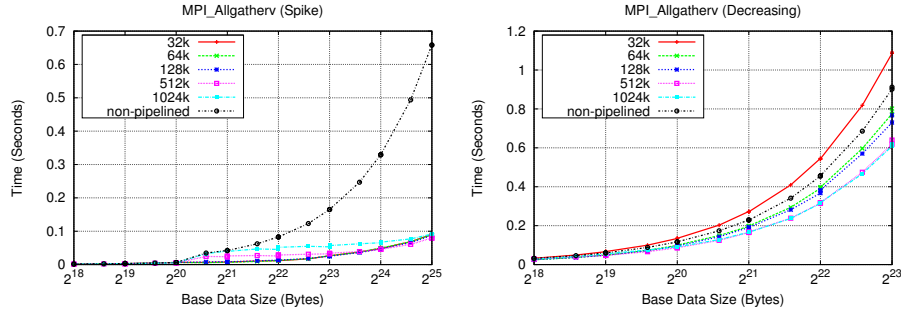 MPI_Allgatherv (Spike)
Time (Seconds)
0.7
0.6
0.5
0.4
0.3
0.2
0.1
0
32k
64k
128k
512k
1024k
non-pipelined
2^18 2^19 2^20 2^21 2^22 2^23 2^24 2^25
Base Data Size (Bytes)
MPI_Allgatherv (Decreasing)
Time (Seconds)
1.2
1
0.8
0.6
0.4
0.2
0
32k
64k
128k
512k
1024k
non-pipelined
2^18 2^19 2^20 2^21 2^22 2^23
Base Data Size (Bytes)